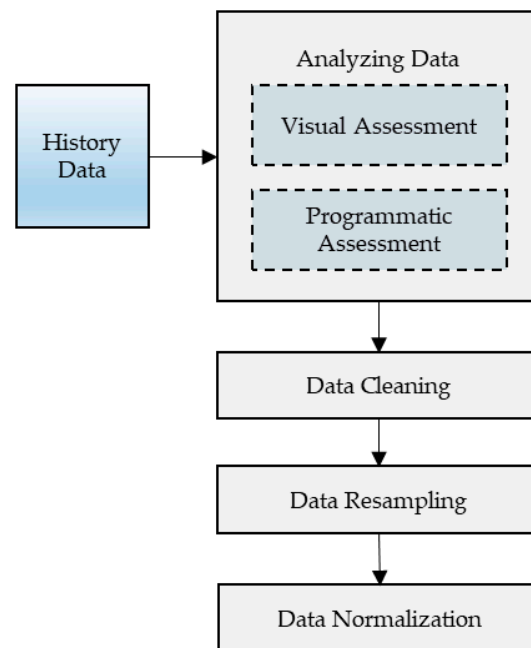 Analyzing Data
History
Data
Visual Assessment
Programmatic
Assessment
Data Cleaning
Data Resampling
Data Normalization